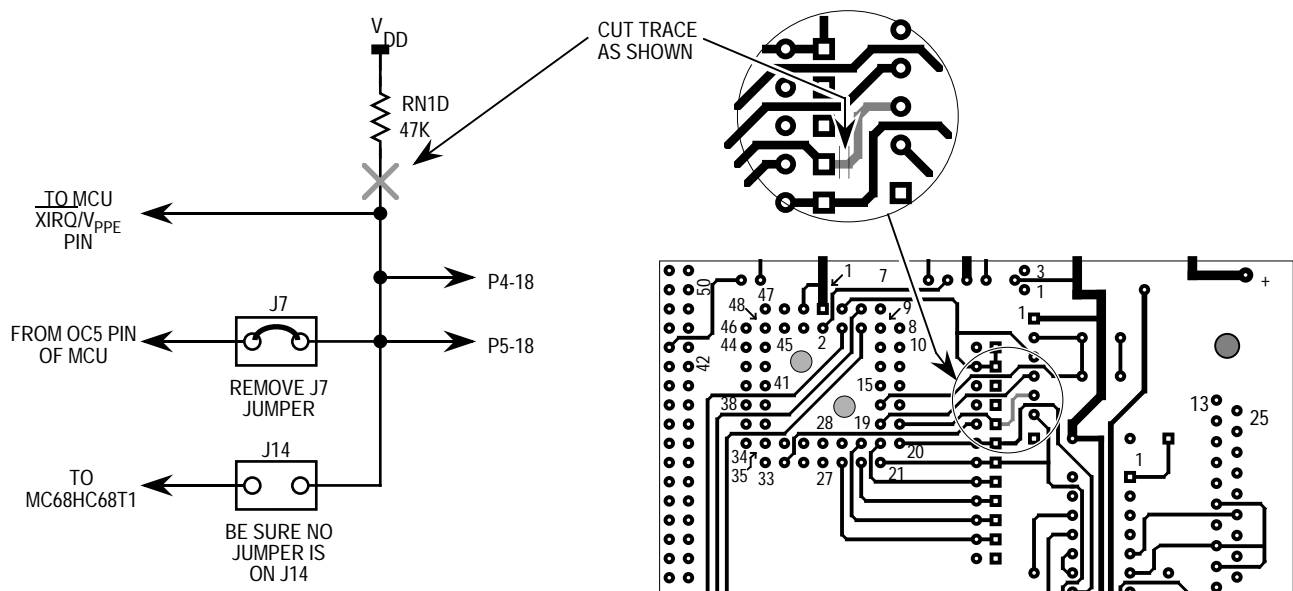 V
DD
RN1D
47K
CUT TRACE
AS SHOWN
TO MCU
XIRQ/VPPE
PIN
P4-18
J7
FROM OC5 PIN
OF MCU
P5-18
REMOVE J7
JUMPER
J14
TO
MC68HC68T1
BE SURE NO
JUMPER IS
ON J14
50
1
7
3
+
47
1
48
9
1
46
2
8
44
45
10
42
41
15
38
13
25
28
19
34
20
1
35
33
27
21